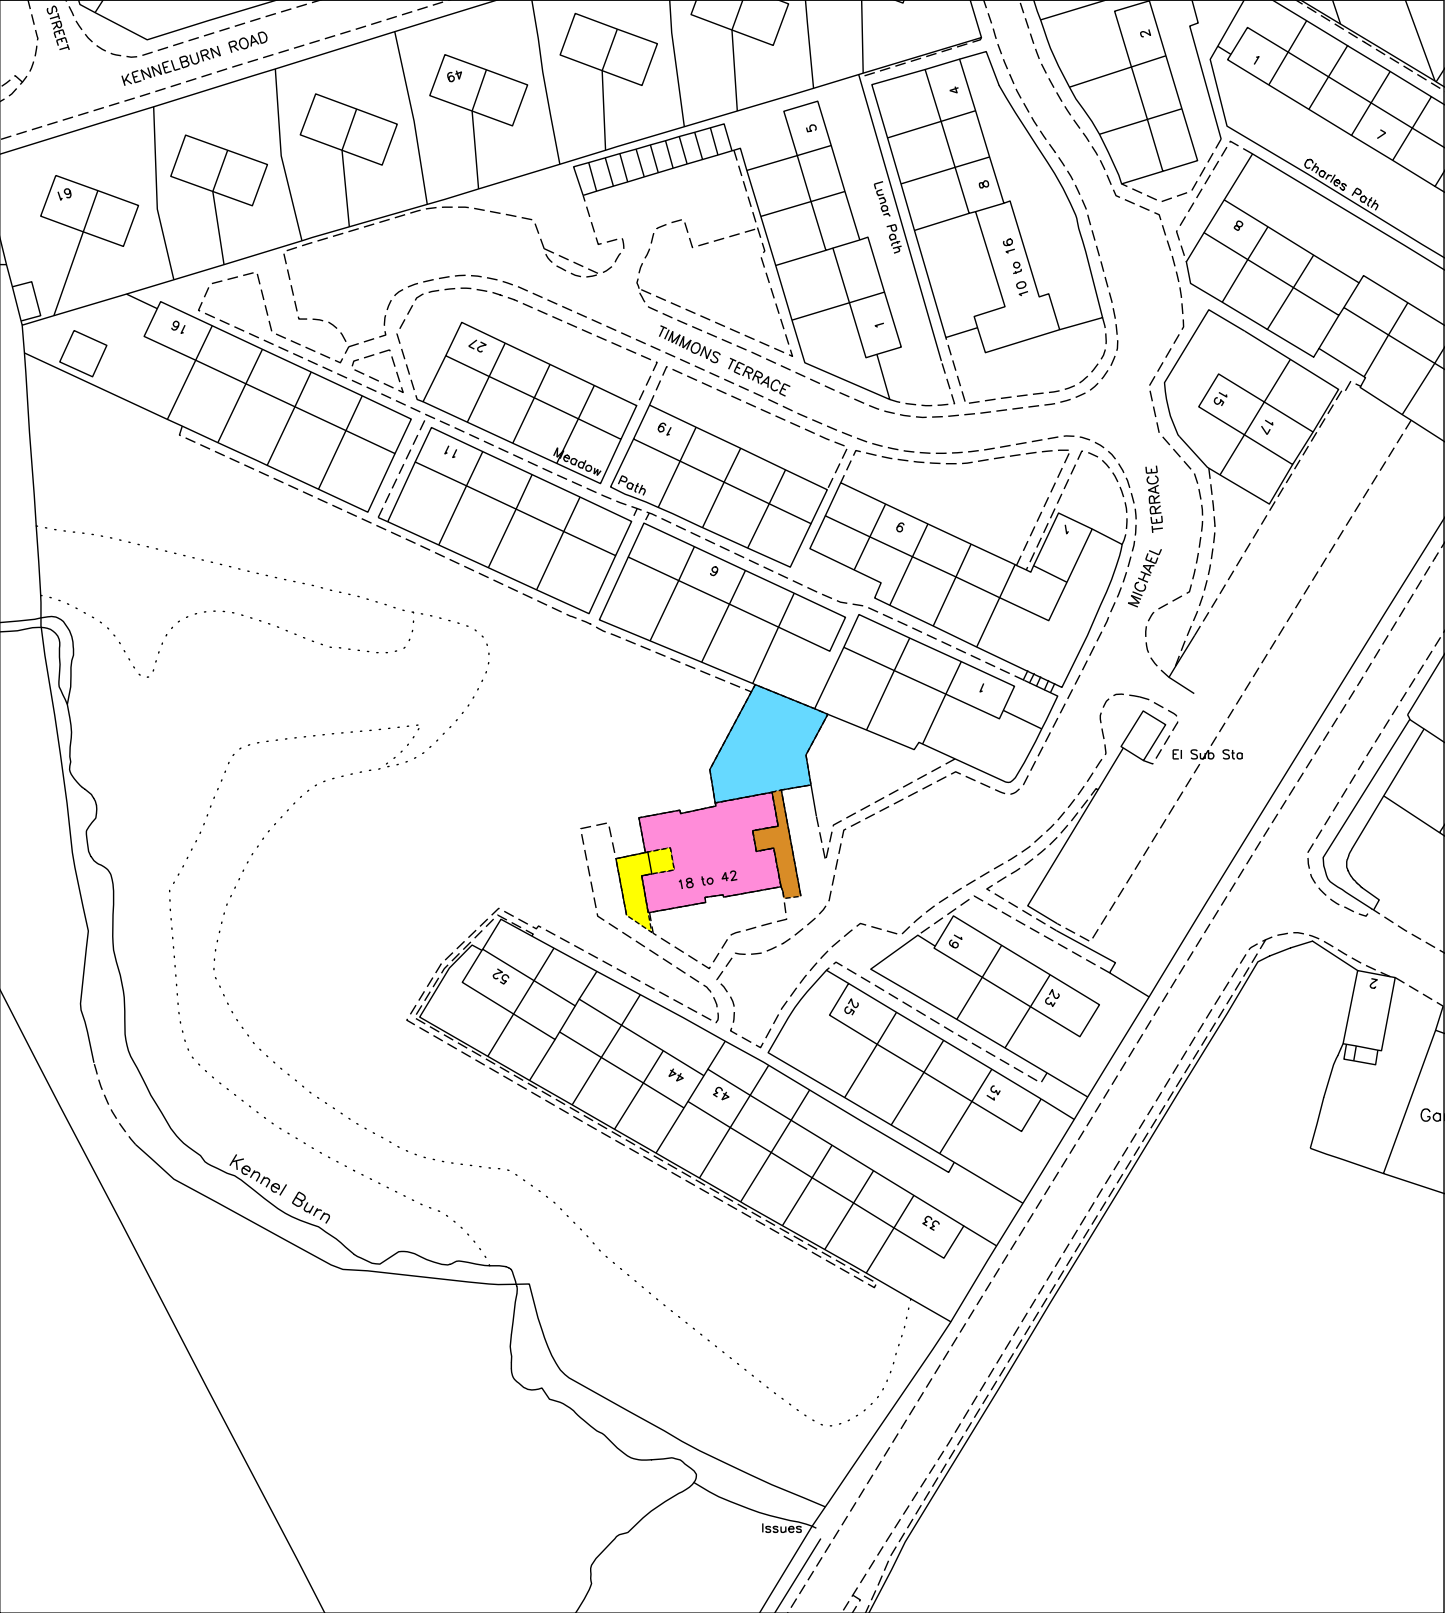 STREET
KENNELBURN ROAD
2
1
7
49
4
5
61
8
Charles Path
Lunar Path
8
10 to 16
16
27
1
TIMMONS TERRACE
15
17
19
11
Meadow
Path
9
1
MICHAEL TERRACE
9
1
El Sub Sta
18 to 42
19
52
23
25
2
44
43
31
Kennel Burn
33
Issues